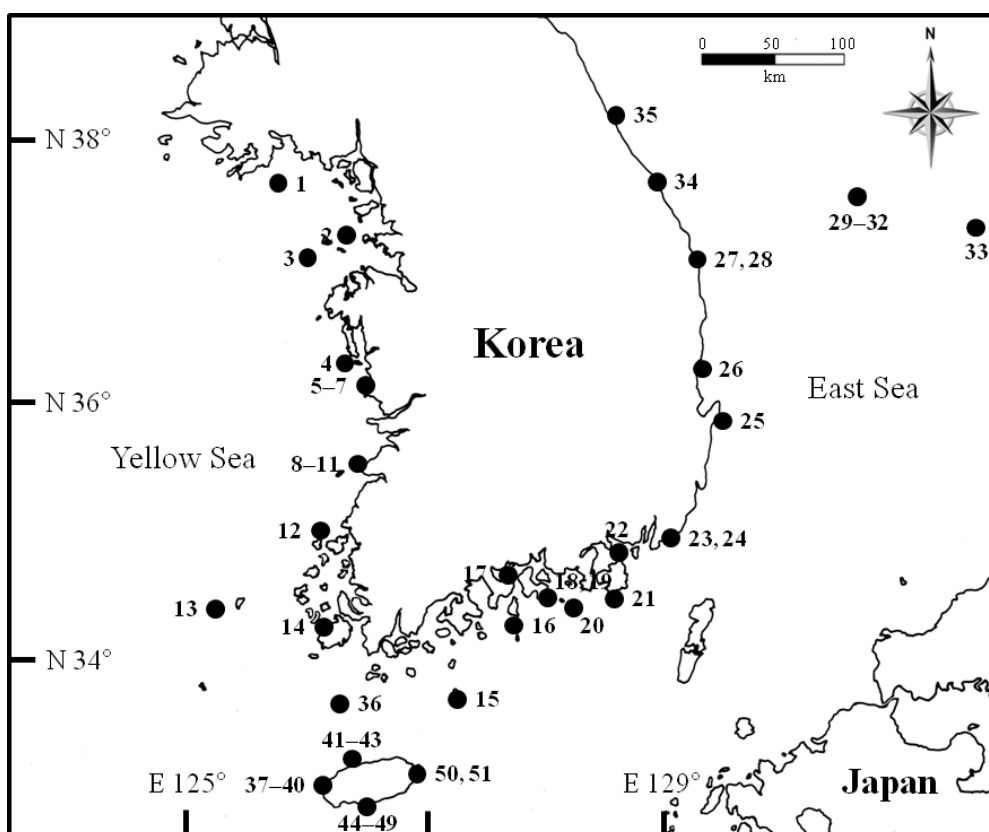 N
0 50 100
km
35
N 38°
34
1
29–32
2
33
3
27, 28
Korea
4
26
5–7
East Sea
N 36°
25
Yellow Sea
8–11
12
22
23, 24
17
18, 19
21
13
20
14
16
N 34°
15
36
41–43
E 125°
50, 51
E 129°
Japan
37–40
44–49